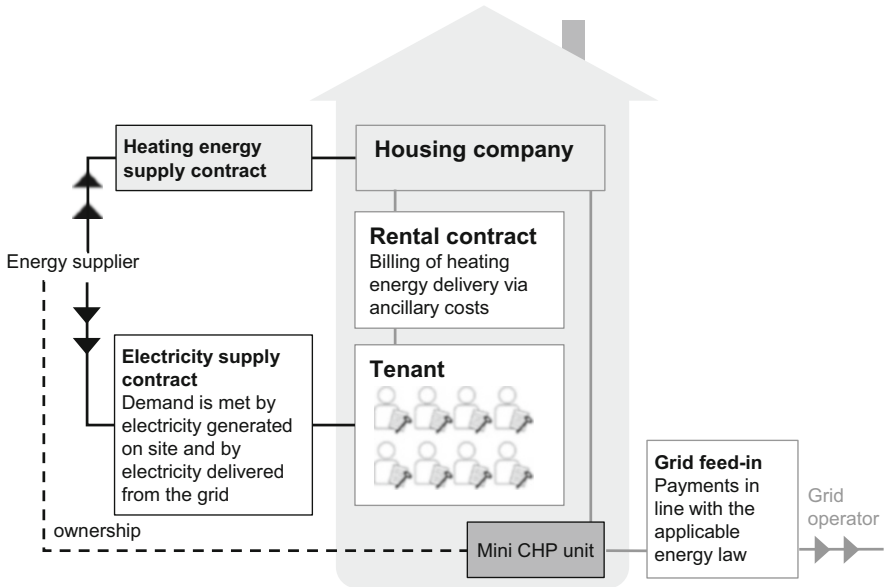 Heating energy
supply contract
Housing company
Rental contract
Billing of heating
energy delivery via
ancillary costs
Energy supplier
Electricity supply
contract
Demand is met by
electricity generated
on site and by
electricity delivered
from the grid
Tenant
Grid feed-in
Payments in
line with the
applicable
energy law
Grid
operator
ownership
Mini CHP unit